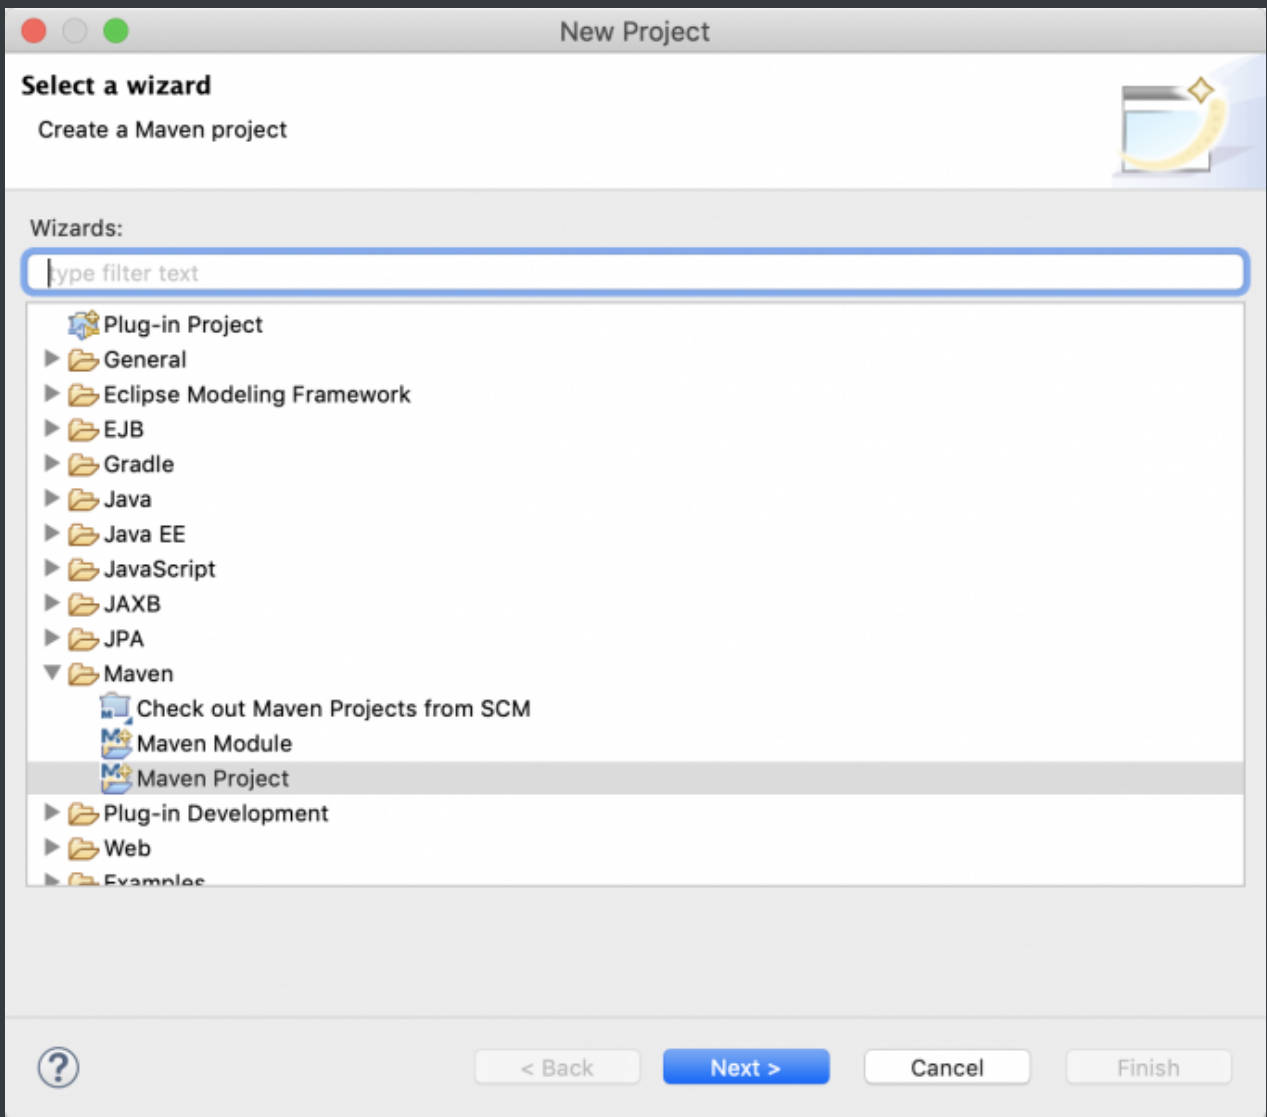 New Project
Select a wizard
Create a Maven project
Wizards:
type filter text
Plug-in Project
General
Eclipse Modeling Framework
EJB
Gradle
Java
Java EE
JavaScript
JAXB
JPA
Maven
Check out Maven Projects from SCM
Maven Module
Maven Project
Plug-in Development
Web
Examples
? < Back Next > Cancel Finish